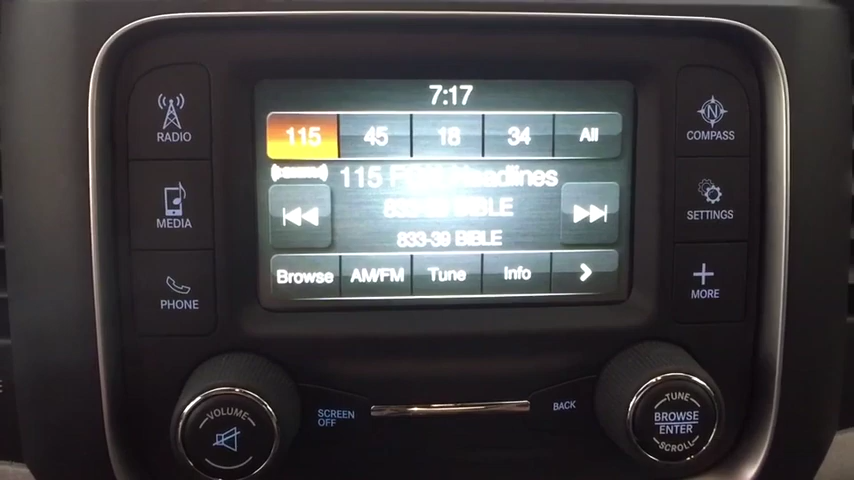 7:17
115 45 18 34 All
115 Headlines
BIBLE
833-39 BIBLE
Browse AM/FM Tune Info >
RADIO
MEDIA
PHONE
N
COMPASS
SETTINGS
MORE
VOLUME
SCREEN
OFF
BACK
TUNE
BROWSE
ENTER
SCROLL